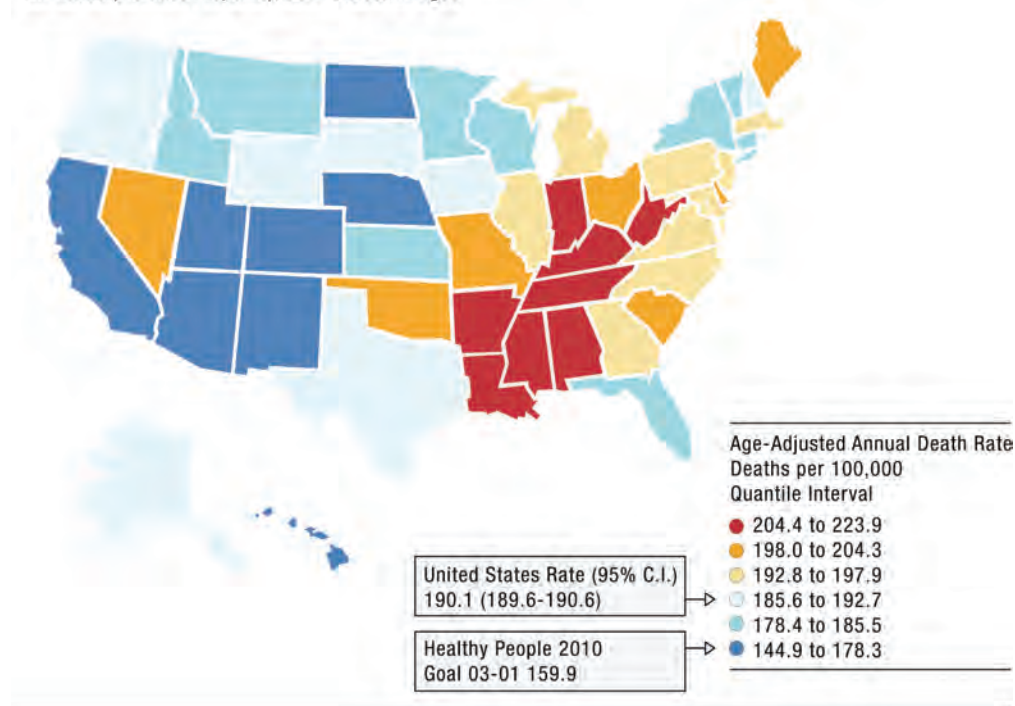 Age-Adjusted Annual Death Rate
Deaths per 100,000
Quantile Interval
204.4 to 223.9
198.0 to 204.3
192.8 to 197.9
185.6 to 192.7
178.4 to 185.5
144.9 to 178.3
United States Rate (95% C.I.)
190.1 (189.6-190.6)
Healthy People 2010
Goal 03-01 159.9